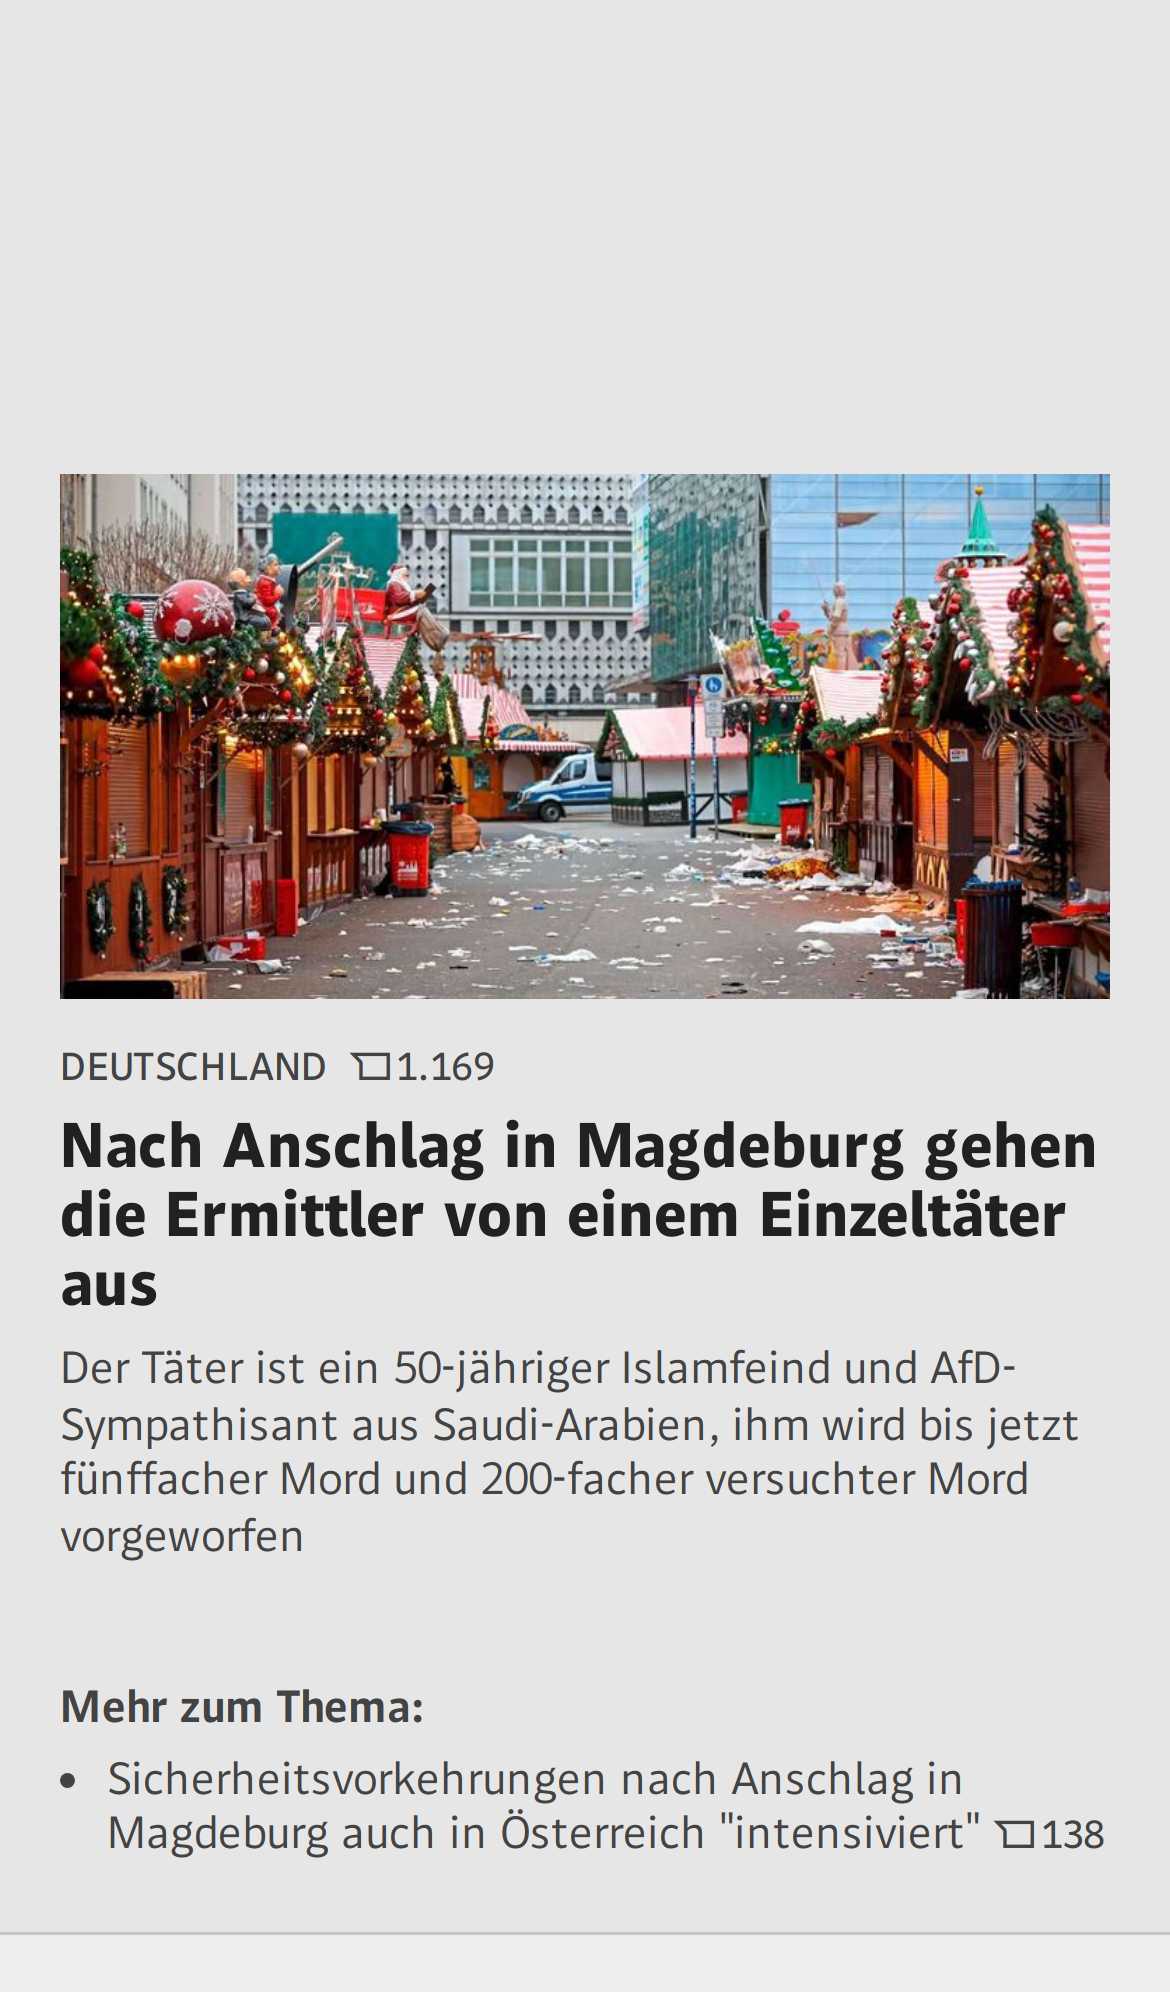 DEUTSCHLAND 1.169
Nach Anschlag in Magdeburg gehen
die Ermittler von einem Einzeltäter
aus
Der Täter ist ein 50-jähriger Islamfeind und AfD-
Sympathisant aus Saudi-Arabien, ihm wird bis jetzt
fünffacher Mord und 200-facher versuchter Mord
vorgeworfen
Mehr zum Thema:
• Sicherheitsvorkehrungen nach Anschlag in
Magdeburg auch in Österreich "intensiviert" 138